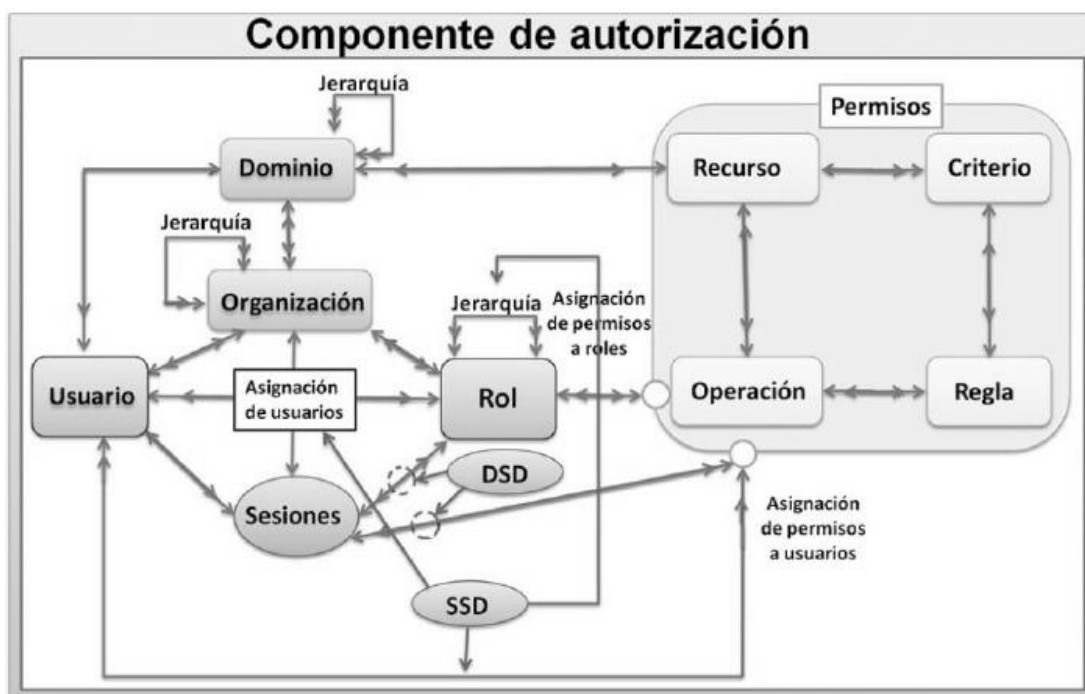 Componente de autorización
Jerarquía
Permisos
Dominio
Recurso
Criterio
Jerarquía
Organización
Jerarquía
Asignación
de permisos
a roles
Usuario
Asignación
de usuarios
Rol
Operación
Regla
DSD
Sesiones
Asignación
de permisos
a usuarios
SSD